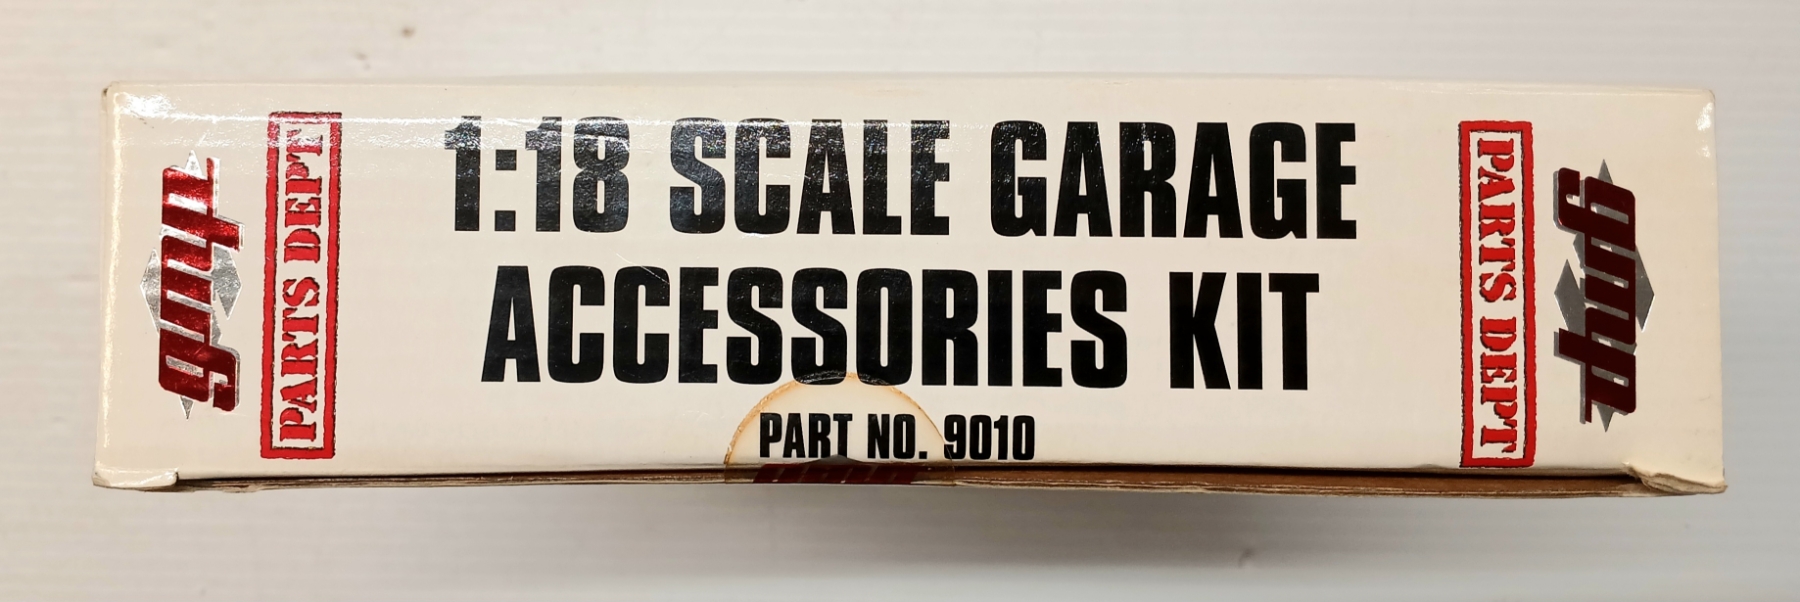 gmp
PARTS DEPT
1:18 SCALE GARAGE
ACCESSORIES KIT
PART NO. 9010
PARTS DEPT
gmp